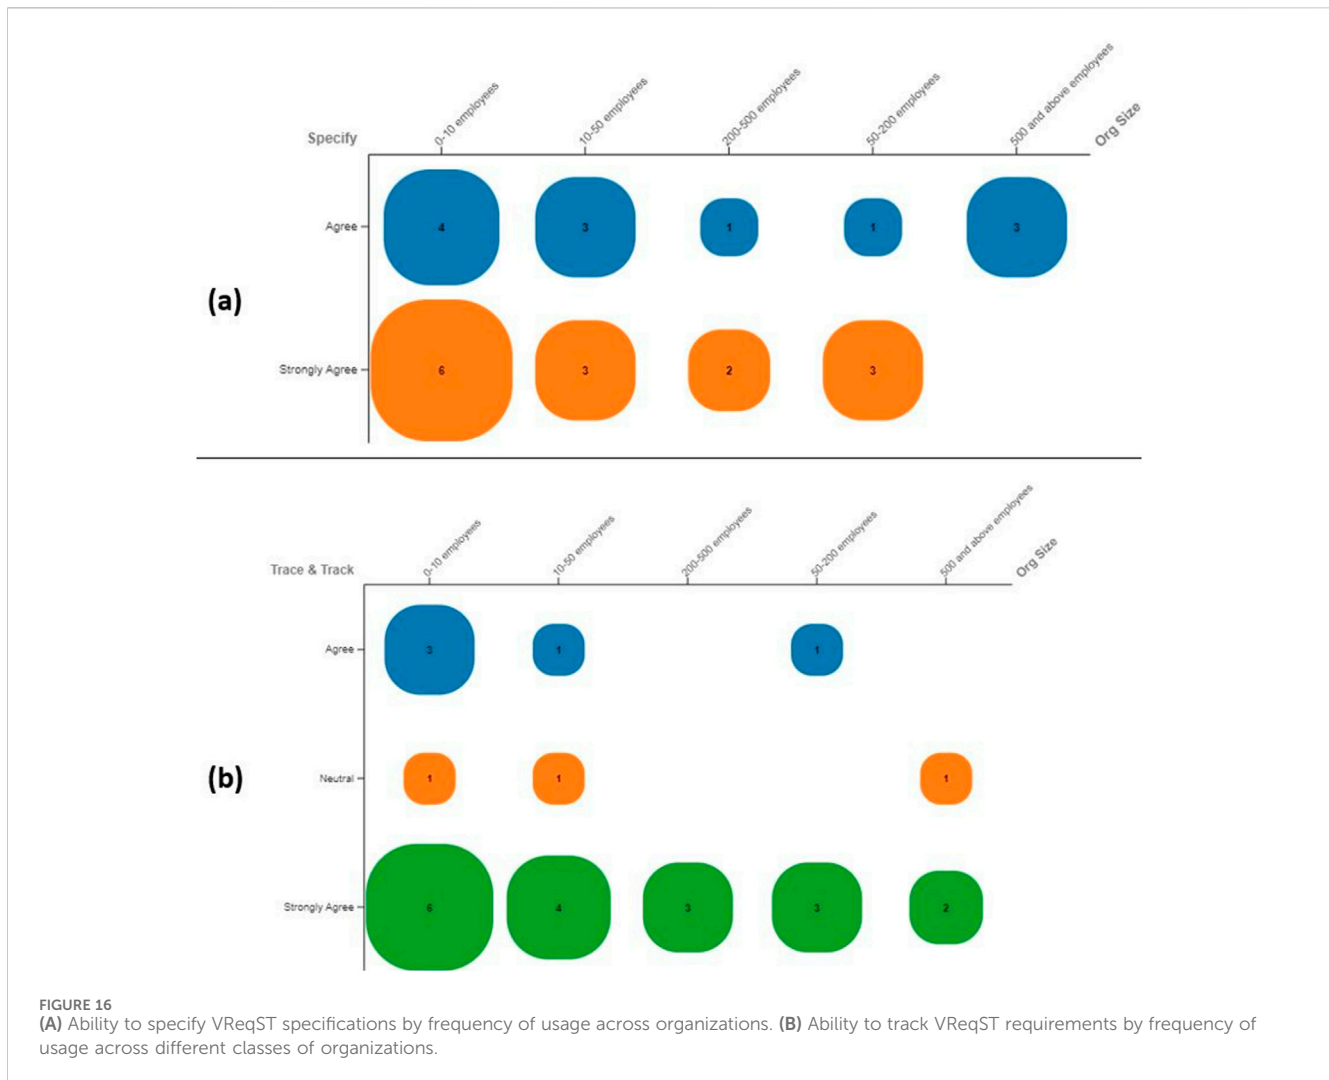 0-10 employees
10-50 employees
200-500 employees
50-200 employees
500 and above employees
Org Size
Specify
Agree
4
3
1
1
3
(a)
Strongly Agree
6
3
2
3
0-10 employees
10-50 employees
200-500 employees
50-200 employees
500 and above employees
Org Size
Trace & Track
Agree
3
1
1
(b)
Neutral
1
1
1
Strongly Agree
6
4
3
3
2
FIGURE 16
(A) Ability to specify VReqST specifications by frequency of usage across organizations. (B) Ability to track VReqST requirements by frequency of
usage across different classes of organizations.